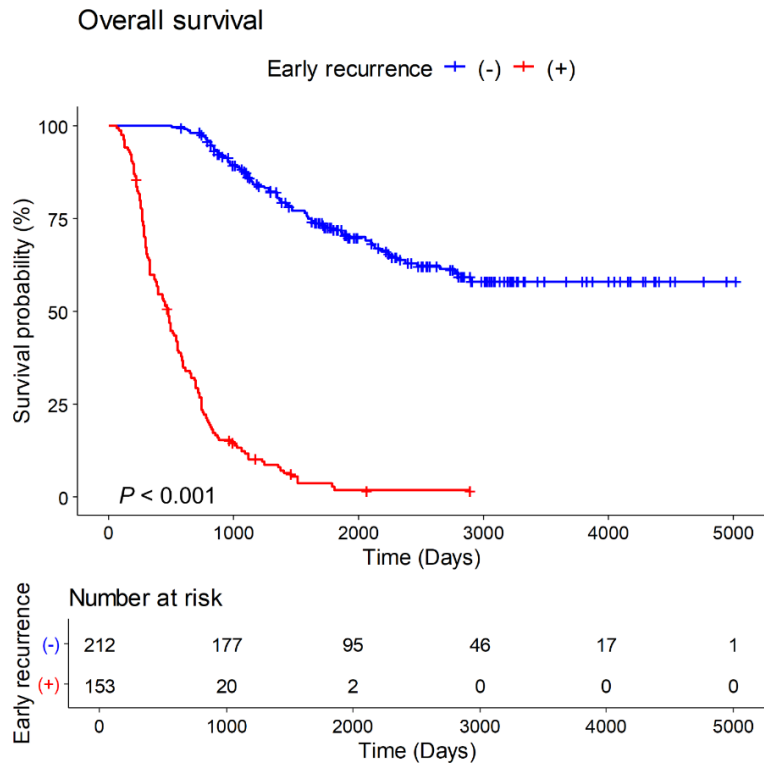 Overall survival
Early recurrence (-) (+)
Survival probability (%)
100
75
50
25
0
P < 0.001
0 1000 2000 3000 4000 5000
Time (Days)
Number at risk
Early recurrence
(-) 212 177 95 46 17 1
(+) 153 20 2 0 0 0
0 1000 2000 3000 4000 5000
Time (Days)